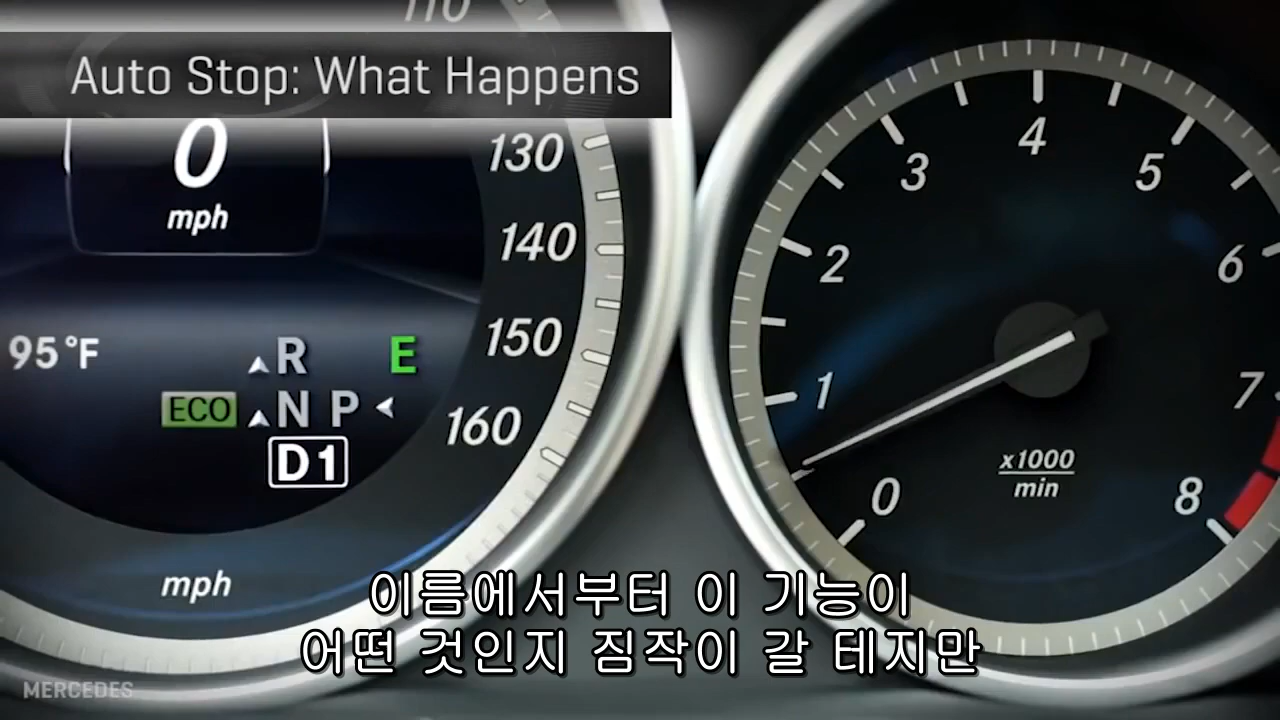 110
Auto Stop: What Happens
0
mph
130
140
150
160
95°F
R
E
ECO
N P
D1
mph
0
1
2
3
4
5
6
7
8
x1000
min
이름에서부터 이 기능이
어떤 것인지 짐작이 갈 테지만
MERCEDES